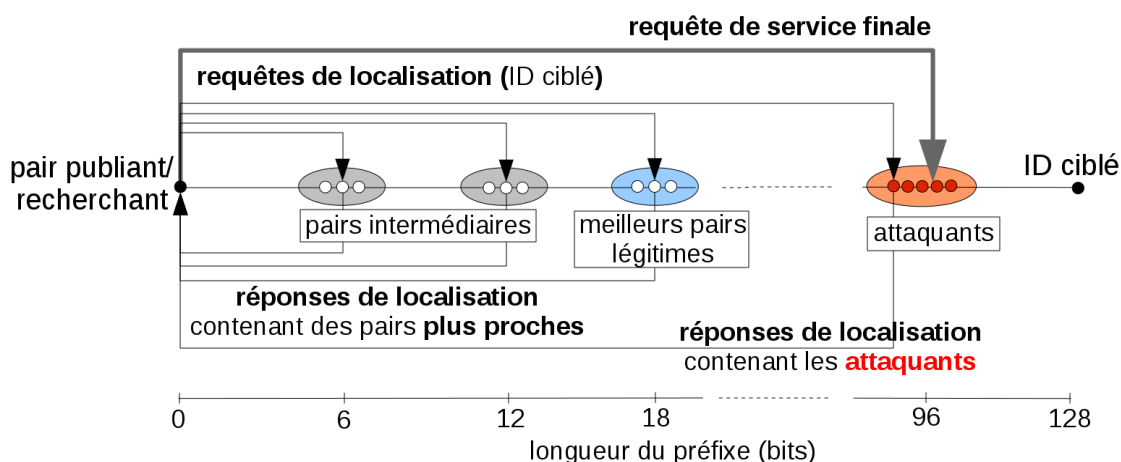 requête de service finale
requêtes de localisation (ID ciblé)
pair publiant/
recherchant
ID ciblé
pairs intermédiaires
meilleurs pairs
légitimes
attaquants
réponses de localisation
contenant des pairs plus proches
réponses de localisation
contenant les attaquants
0 6 12 18 96 128
longueur du préfixe (bits)